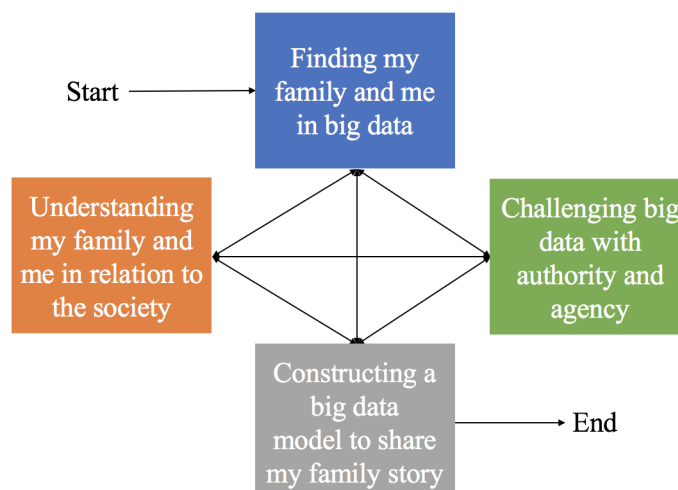 Start
Finding my
family and me
in big data
Understanding
my family and
me in relation to
the society
Challenging big
data with
authority and
agency
Constructing a
big data
model to share
my family story
End